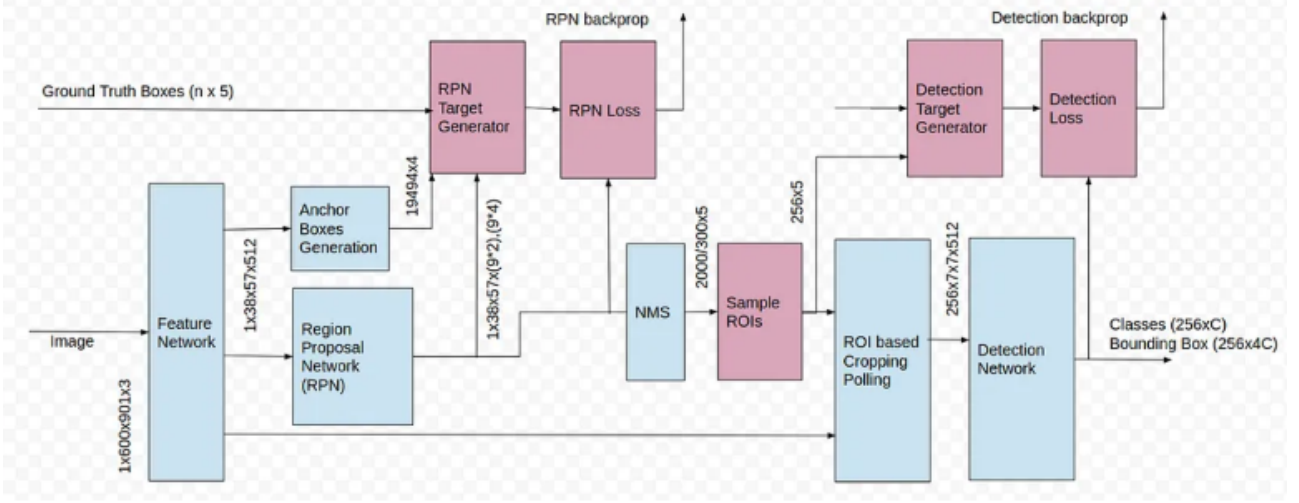 RPN backprop
Detection backprop
Ground Truth Boxes (n x 5)
RPN
Target
Generator
RPN Loss
Detection
Target
Generator
Detection
Loss
19494x4
Anchor
Boxes
Generation
1x38x57x512
1x38x57x(9*2),(9*4)
2000/300x5
256x5
256x7x7x512
Image
Feature
Network
Region
Proposal
Network
(RPN)
NMS
Sample
ROIs
ROI based
Cropping
Polling
Detection
Network
Classes (256xC)
Bounding Box (256x4C)
1x600x901x3